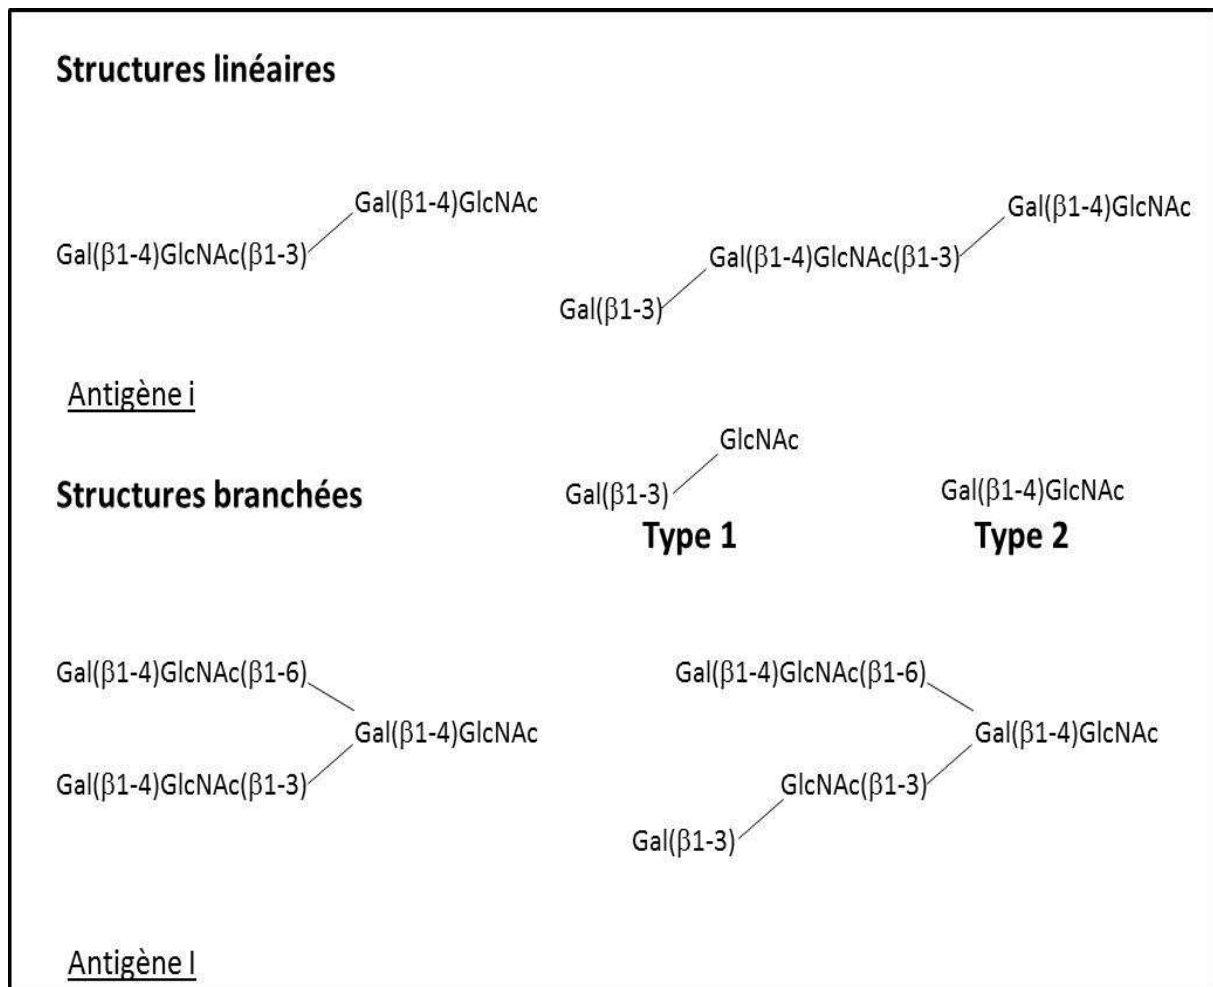 Structures linéaires
Gal(β1-4)GlcNAc
Gal(β1-4)GlcNAc(β1-3)
Gal(β1-4)GlcNAc
Gal(β1-4)GlcNAc(β1-3)
Gal(β1-3)
Antigène i
GlcNAc
Gal(β1-3)
Type 1
Gal(β1-4)GlcNAc
Type 2
Structures branchées
Gal(β1-4)GlcNAc(β1-6)
Gal(β1-4)GlcNAc
Gal(β1-4)GlcNAc(β1-3)
Gal(β1-4)GlcNAc(β1-6)
Gal(β1-4)GlcNAc
GlcNAc(β1-3)
Gal(β1-3)
Antigène I